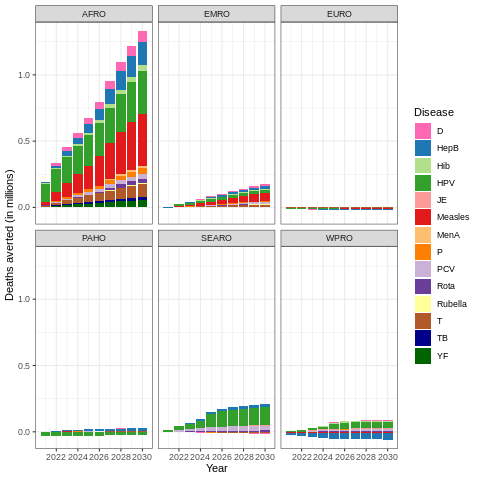 AFRO EMRO EURO
1.0
0.5
0.0
Deaths averted (in millions)
PAHO SEARO WPRO
1.0
0.5
0.0
2022 2024 2026 2028 2030 2022 2024 2026 2028 2030 2022 2024 2026 2028 2030
Year
Disease
D
HepB
Hib
HPV
JE
Measles
MenA
P
PCV
Rota
Rubella
T
TB
YF